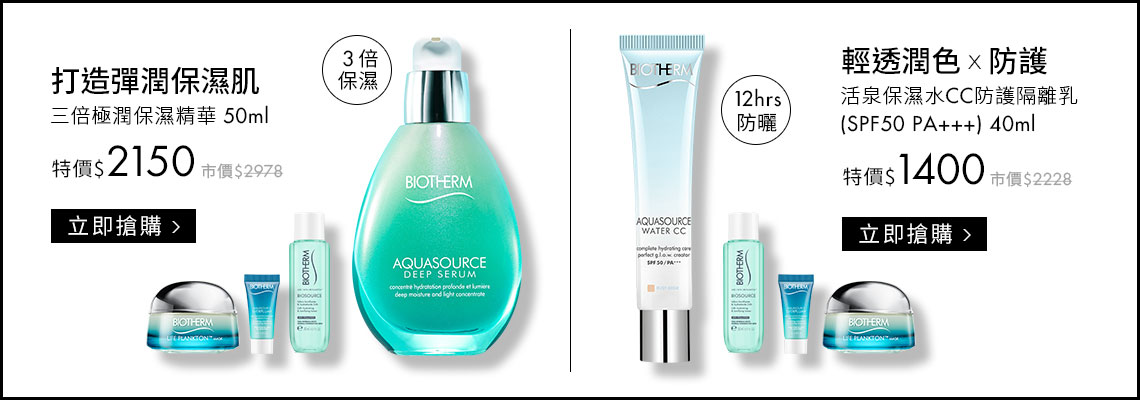 打造彈潤保濕肌
三倍極潤保濕精華 50ml
特價$2150 市價$2978
立即搶購 >
3倍
保濕
BIOTHERM
AQUASOURCE
DEEP SERUM
concentré hydratation profonde et lumière
deep moisture and light concentrate
BIOTHERM
LIFE PLANKTON™ MASK
BIOTHERM
BIOTHERM
BIOSOURCE
BIOTHERM
AQUASOURCE
WATER CC
complete hydrating care
perfect g.l.o.w. creator
SPF 50 / PA+++
12hrs
防曬
輕透潤色 x 防護
活泉保濕水CC防護隔離乳
(SPF50 PA+++) 40ml
特價$1400 市價$2228
立即搶購 >
BIOTHERM
BIOSOURCE
BIOTHERM
BIOTHERM
LIFE PLANKTON™ MASK